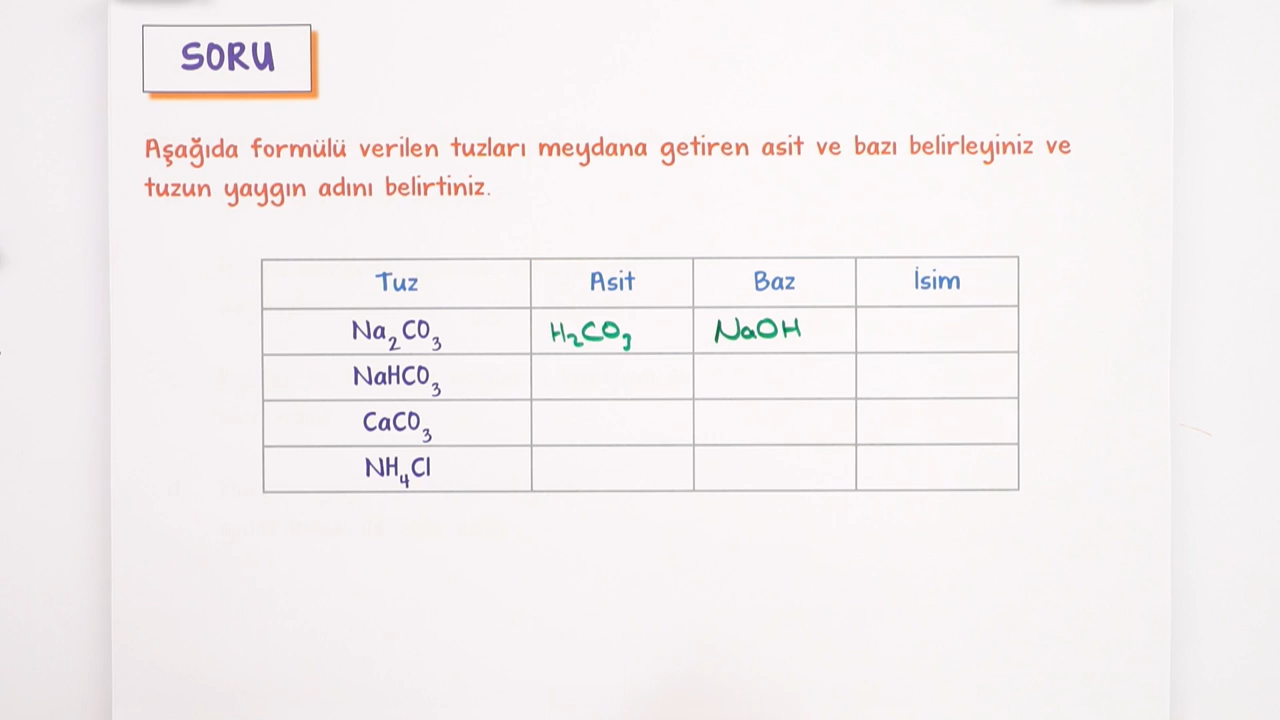 SORU
Aşağıda formülü verilen tuzları meydana getiren asit ve bazı belirleyiniz ve
tuzun yaygın adını belirtiniz.
Tuz Asit Baz İsim
Na₂CO₃ H₂CO₃ NaOH
NaHCO₃
CaCO₃
NH₄Cl